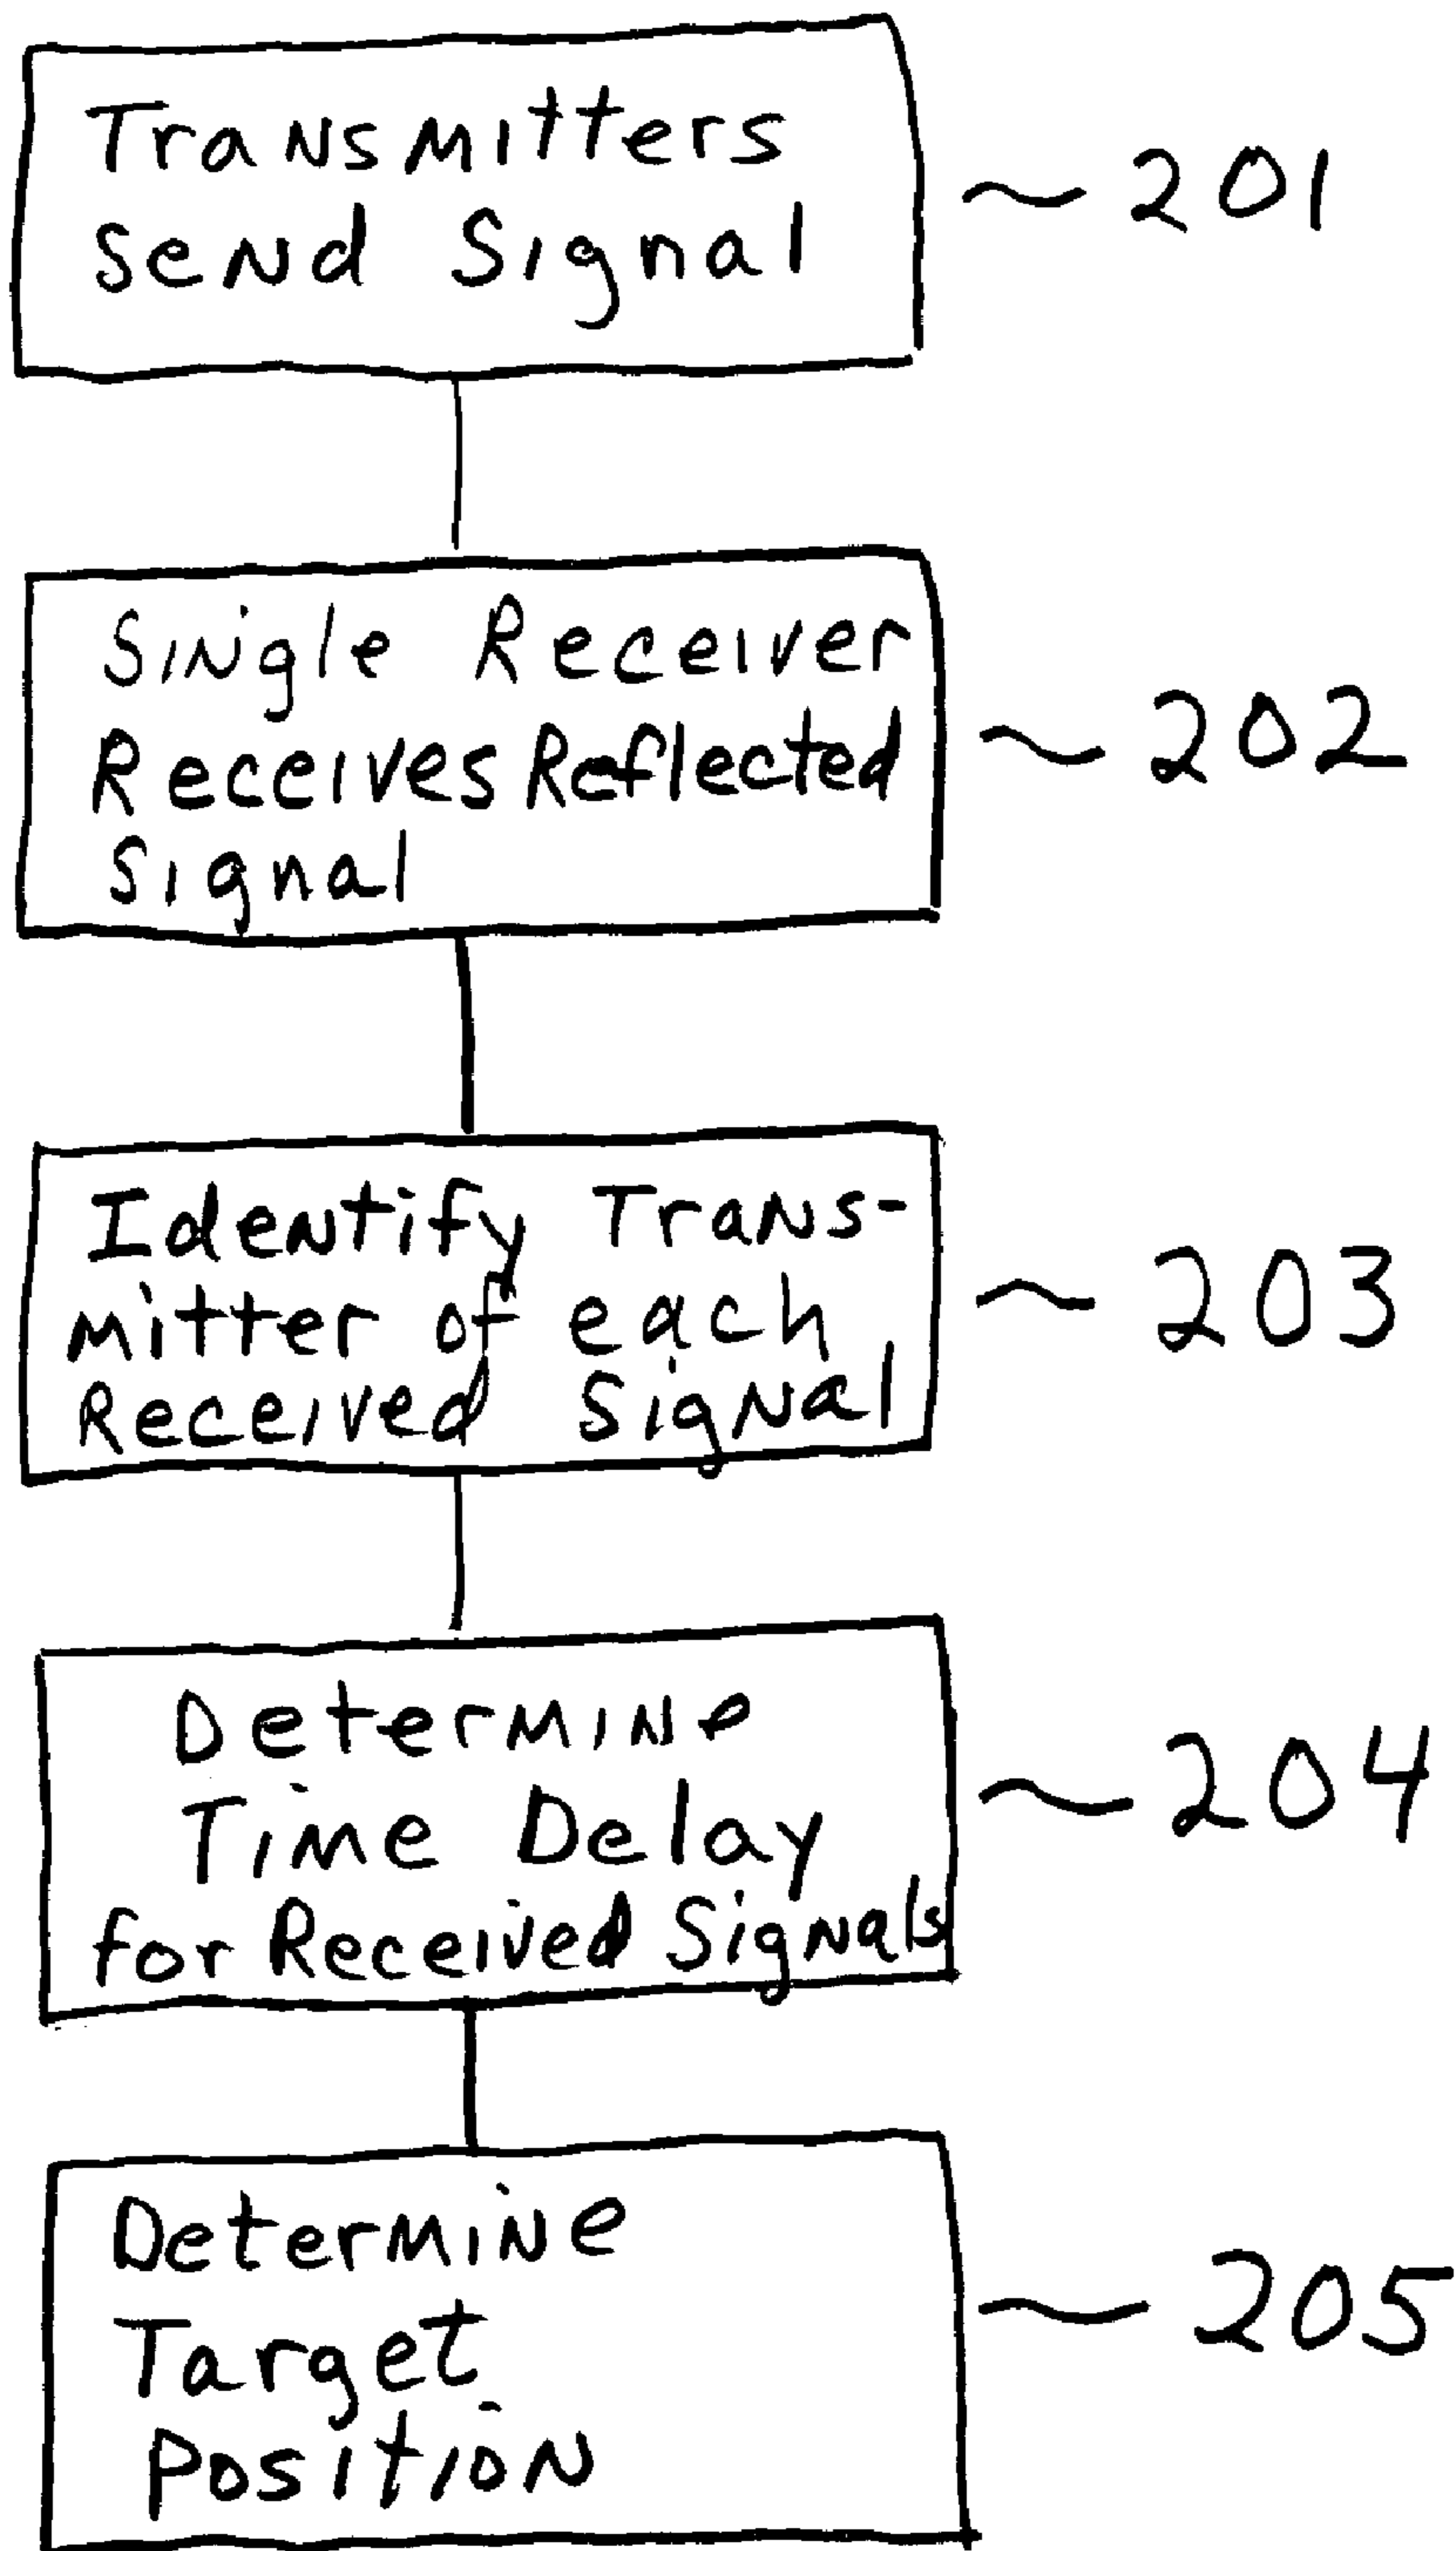 Transmitters
Send Signal
~ 201
Single Receiver
Receives Reflected
Signal
~ 202
Identify Trans-
mitter of each
Received Signal
~ 203
Determine
Time Delay
for Received Signals
~ 204
Determine
Target
Position
~ 205